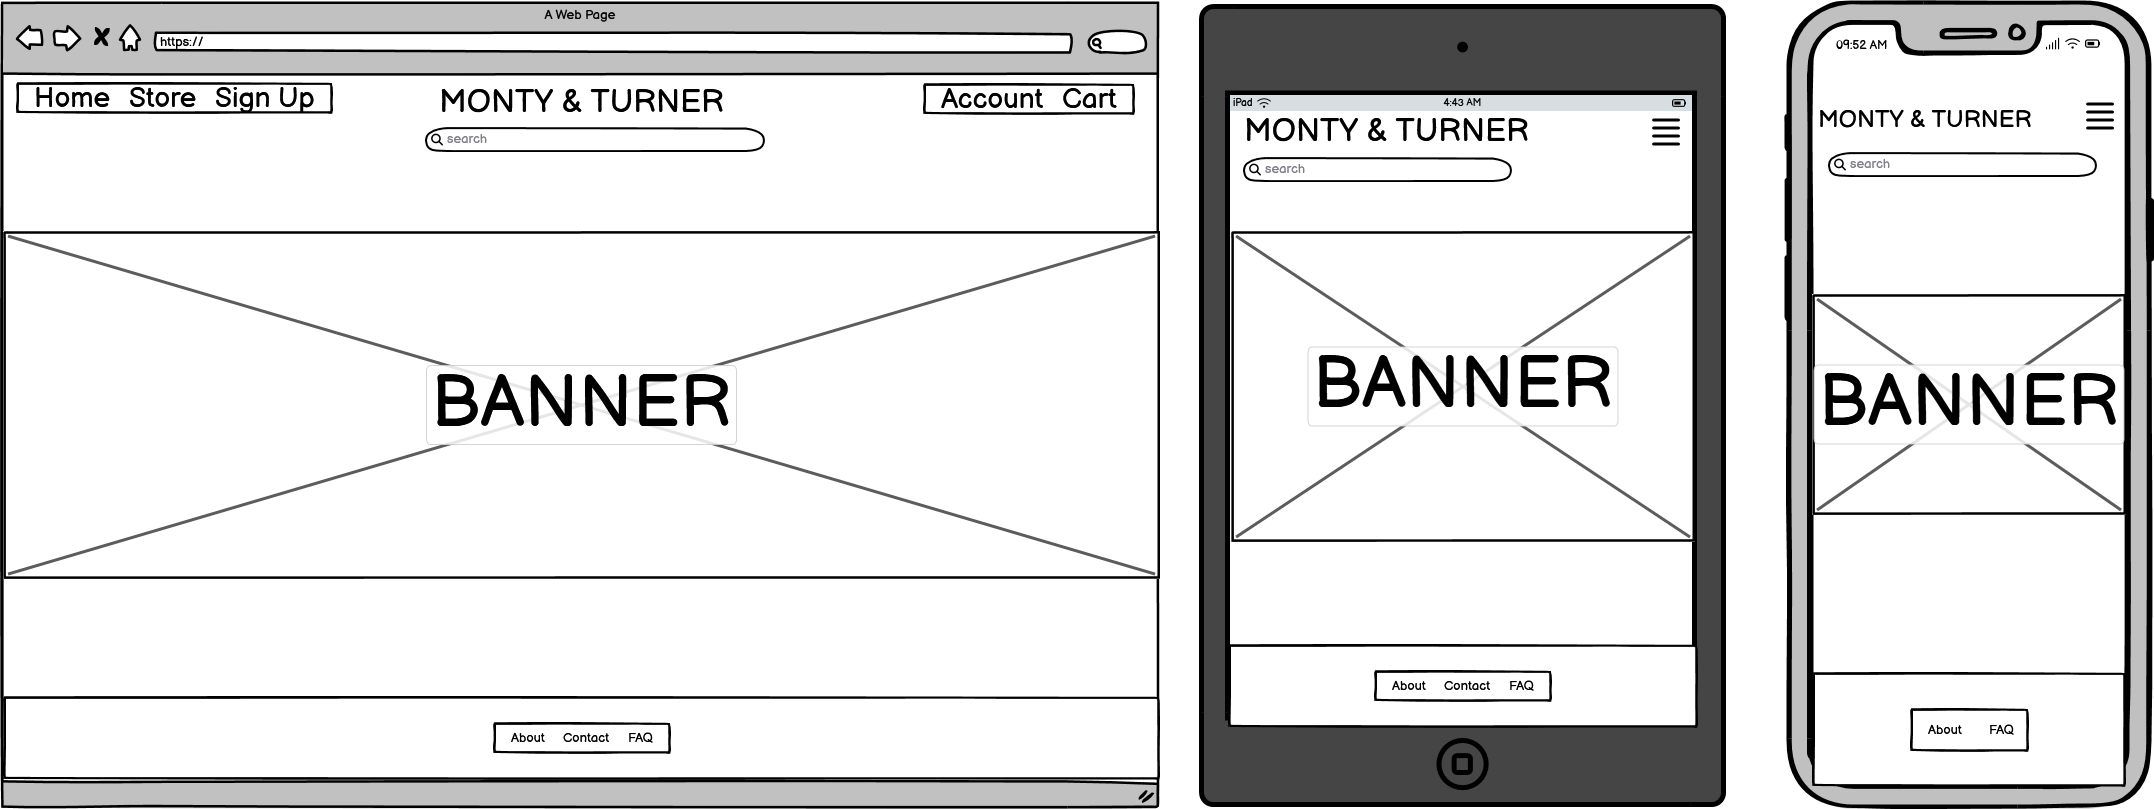 A Web Page
https://
Home Store Sign Up
MONTY & TURNER
Account Cart
search
BANNER
About Contact FAQ
iPad
4:43 AM
MONTY & TURNER
search
BANNER
About Contact FAQ
09:52 AM
MONTY & TURNER
search
BANNER
About FAQ